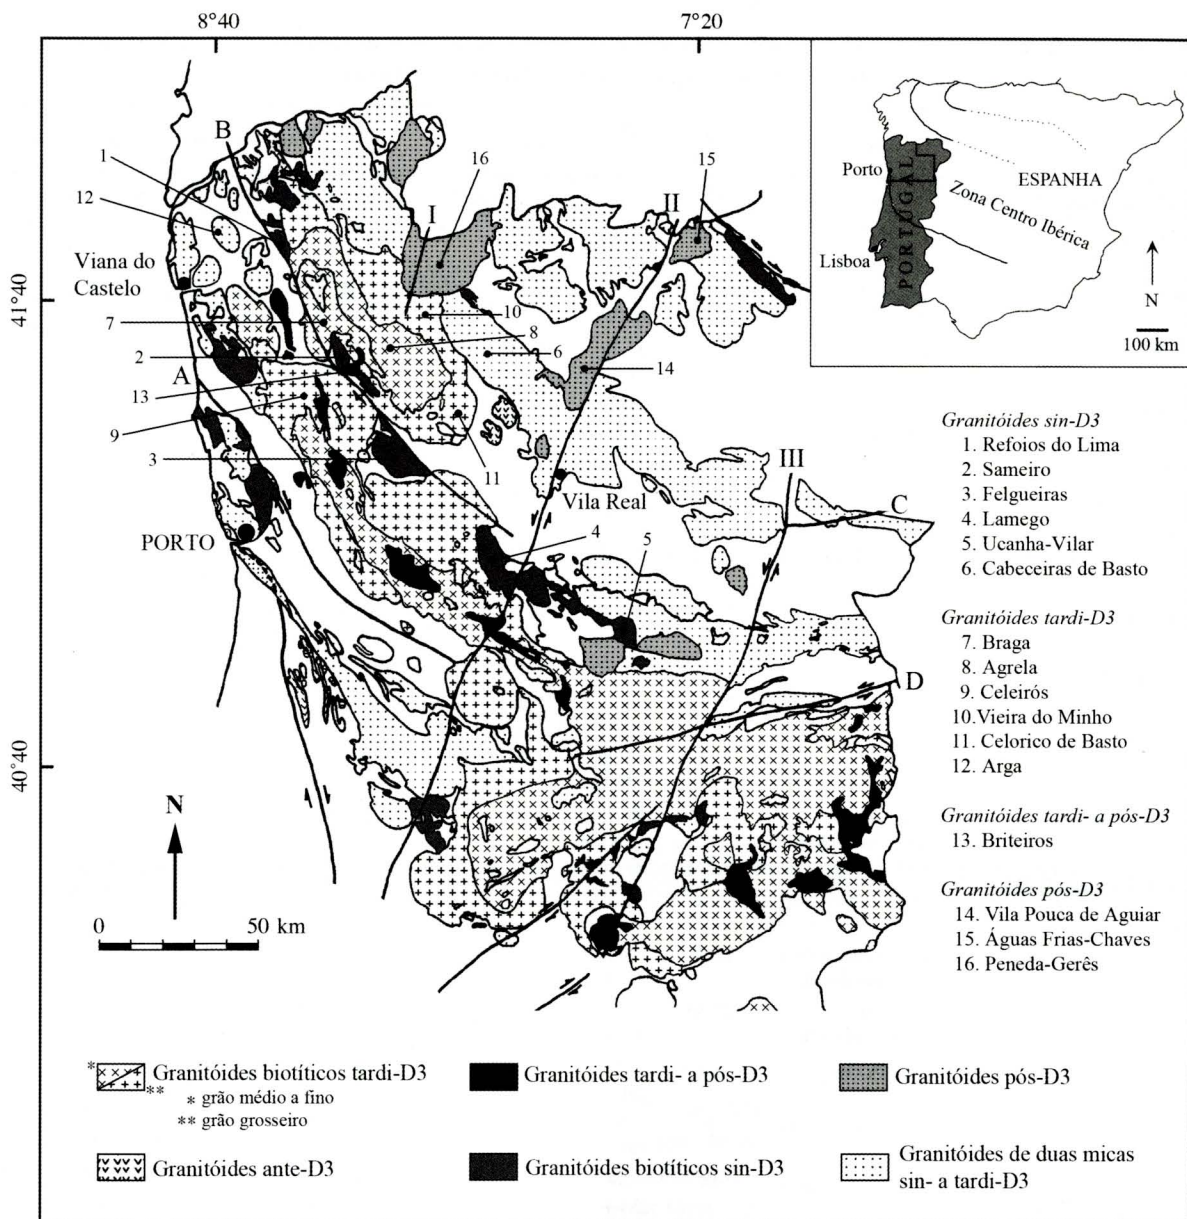 8°40
7°20
B
1
12
16
15
I
II
Viana do
Castelo
41°40
7
10
8
2
6
A
14
13
9
3
11
III
Vila Real
C
PORTO
4
5
D
40°40
N
0 50 km
Porto
Lisboa
PORTUGAL
ESPANHA
Zona Centro Ibérica
N
100 km
Granitóides sin-D3
1. Refoios do Lima
2. Sameiro
3. Felgueiras
4. Lamego
5. Ucanha-Vilar
6. Cabeceiras de Basto
Granitóides tardi-D3
7. Braga
8. Agrela
9. Celeirós
10.Vieira do Minho
11. Celorico de Basto
12. Arga
Granitóides tardi- a pós-D3
13. Briteiros
Granitóides pós-D3
14. Vila Pouca de Aguiar
15. Águas Frias-Chaves
16. Peneda-Gerês
* Granitóides biotíticos tardi-D3
** * grão médio a fino
** grão grosseiro
Granitóides tardi- a pós-D3
Granitóides pós-D3
Granitóides ante-D3
Granitóides biotíticos sin-D3
Granitóides de duas micas
sin- a tardi-D3